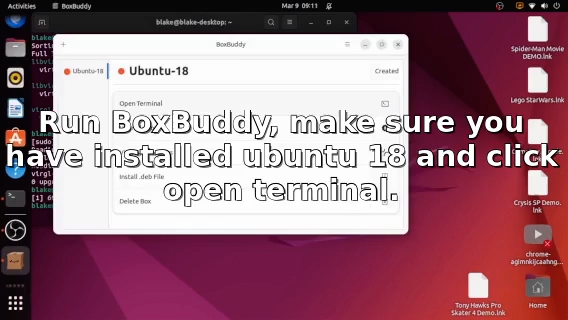 Activities BoxBuddy Mar 9 09:11
blake@blake-desktop: ~
BoxBuddy
Ubuntu-18
Ubuntu-18
Created
Open Terminal
Run BoxBuddy, make sure you
have installed ubuntu 18 and click
open terminal.
Install .deb File
Delete Box
Spider-Man Movie
DEMO.lnk
Lego StarWars.lnk
Crysis SP Demo.
lnk
chrome-
agimnkijcaahng...
Tony Hawks Pro
Skater 4 Demo.lnk
Home